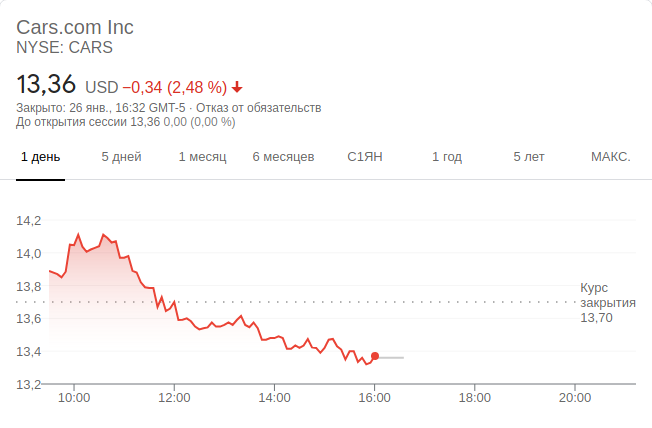 Cars.com Inc
NYSE: CARS
13,36 USD −0,34 (2,48 %)
Закрыто: 26 янв., 16:32 GMT-5 · Отказ от обязательств
До открытия сессии 13,36 0,00 (0,00 %)
1 день 5 дней 1 месяц 6 месяцев С1ЯН 1 год 5 лет МАКС.
14,2
14,0
13,8
13,6
13,4
13,2
Курс
закрытия
13,70
10:00 12:00 14:00 16:00 18:00 20:00